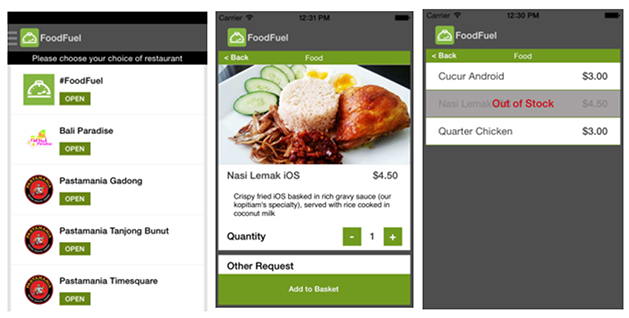 FoodFuel
Please choose your choice of restaurant
#FoodFuel
OPEN
Bali Paradise
OPEN
Pastamania Gadong
OPEN
Pastamania Tanjong Bunut
OPEN
Pastamania Timesquare
OPEN
Carrier 12:31 PM
FoodFuel
< Back Food
Nasi Lemak iOS $4.50
Crispy fried iOS basked in rich gravy sauce (our
kopitiam's specialty), served with rice cooked in
coconut milk
Quantity - 1 +
Other Request
Add to Basket
Carrier 12:30 PM
FoodFuel
< Back Food
Cucur Android $3.00
Nasi Lemak Out of Stock $4.50
Quarter Chicken $3.00